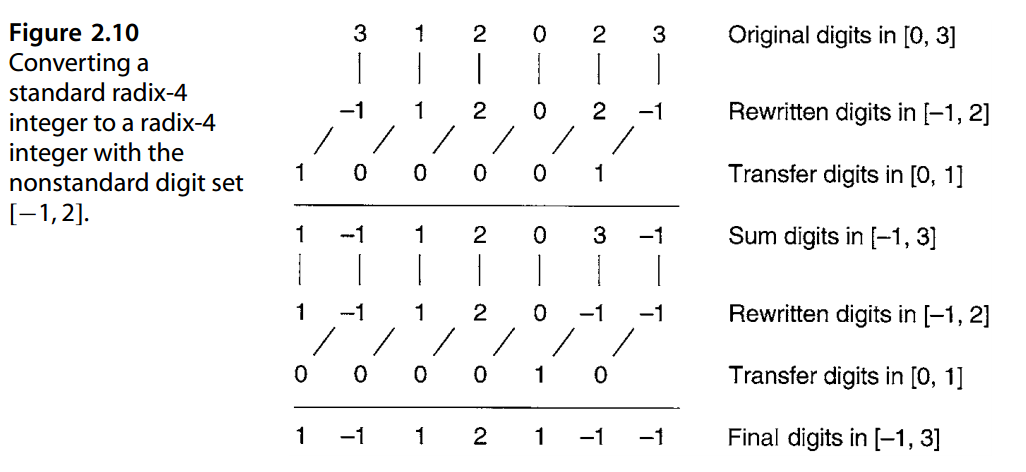 Figure 2.10
Converting a
standard radix-4
integer to a radix-4
integer with the
nonstandard digit set
[−1, 2].
3 1 2 0 2 3 Original digits in [0, 3]
−1 1 2 0 2 −1 Rewritten digits in [−1, 2]
1 0 0 0 0 1 Transfer digits in [0, 1]
1 −1 1 2 0 3 −1 Sum digits in [−1, 3]
1 −1 1 2 0 −1 −1 Rewritten digits in [−1, 2]
0 0 0 0 1 0 Transfer digits in [0, 1]
1 −1 1 2 1 −1 −1 Final digits in [−1, 3]